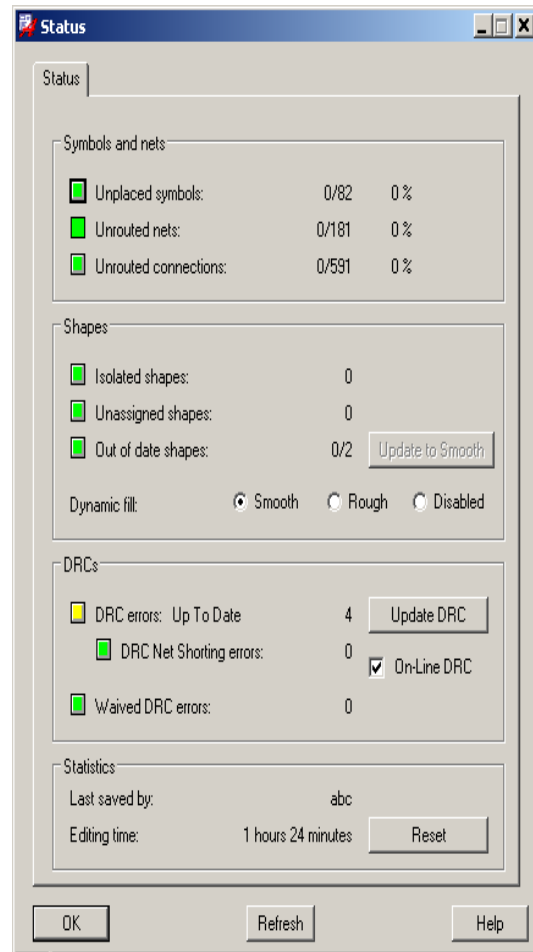 Status
Status
Symbols and nets
Unplaced symbols: 0/82 0 %
Unrouted nets: 0/181 0 %
Unrouted connections: 0/591 0 %
Shapes
Isolated shapes: 0
Unassigned shapes: 0
Out of date shapes: 0/2 Update to Smooth
Dynamic fill: Smooth Rough Disabled
DRCs
DRC errors: Up To Date 4 Update DRC
DRC Net Shorting errors: 0
On-Line DRC
Waived DRC errors: 0
Statistics
Last saved by: abc
Editing time: 1 hours 24 minutes Reset
OK Refresh Help